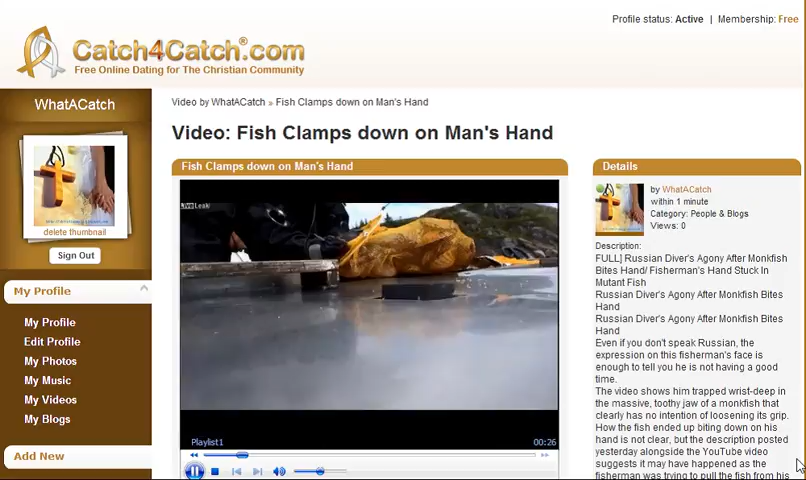 Profile status: Active | Membership: Free
Catch4Catch®.com
Free Online Dating for The Christian Community
WhatACatch
delete thumbnail
Sign Out
My Profile
My Profile
Edit Profile
My Photos
My Music
My Videos
My Blogs
Add New
Video by WhatACatch » Fish Clamps down on Man's Hand
Video: Fish Clamps down on Man's Hand
Fish Clamps down on Man's Hand
LiveLeak
Playlist1
00:26
Details
by WhatACatch
within 1 minute
Category: People & Blogs
Views: 0
Description:
FULL] Russian Diver's Agony After Monkfish
Bites Hand/ Fisherman's Hand Stuck In
Mutant Fish
Russian Diver's Agony After Monkfish Bites
Hand
Russian Diver's Agony After Monkfish Bites
Hand
Even if you don't speak Russian, the
expression on this fisherman's face is
enough to tell you he is not having a good
time.
The video shows him trapped wrist-deep in
the massive, toothy jaw of a monkfish that
clearly has no intention of loosening its grip.
How the fish ended up biting down on his
hand is not clear, but the description posted
yesterday alongside the YouTube video
suggests it may have happened as the
fisherman was trying to pull the fish from his